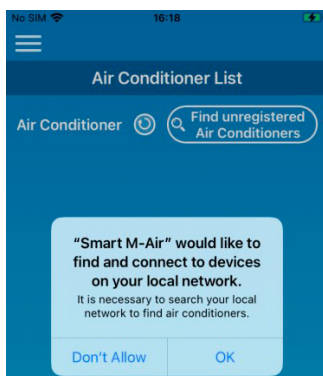 No SIM 16:18
Air Conditioner List
Air Conditioner
Find unregistered
Air Conditioners
“Smart M-Air” would like to
find and connect to devices
on your local network.
It is necessary to search your local
network to find air conditioners.
Don't Allow OK